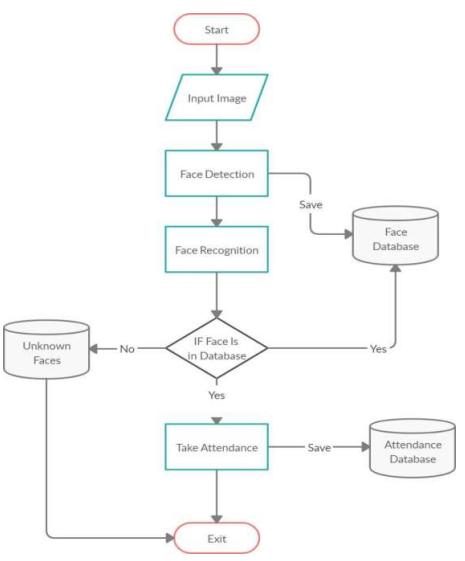 Start
Input Image
Face Detection
Save
Face
Database
Face Recognition
Unknown
Faces
No
IF Face Is
in Database
Yes
Yes
Take Attendance
Save
Attendance
Database
Exit